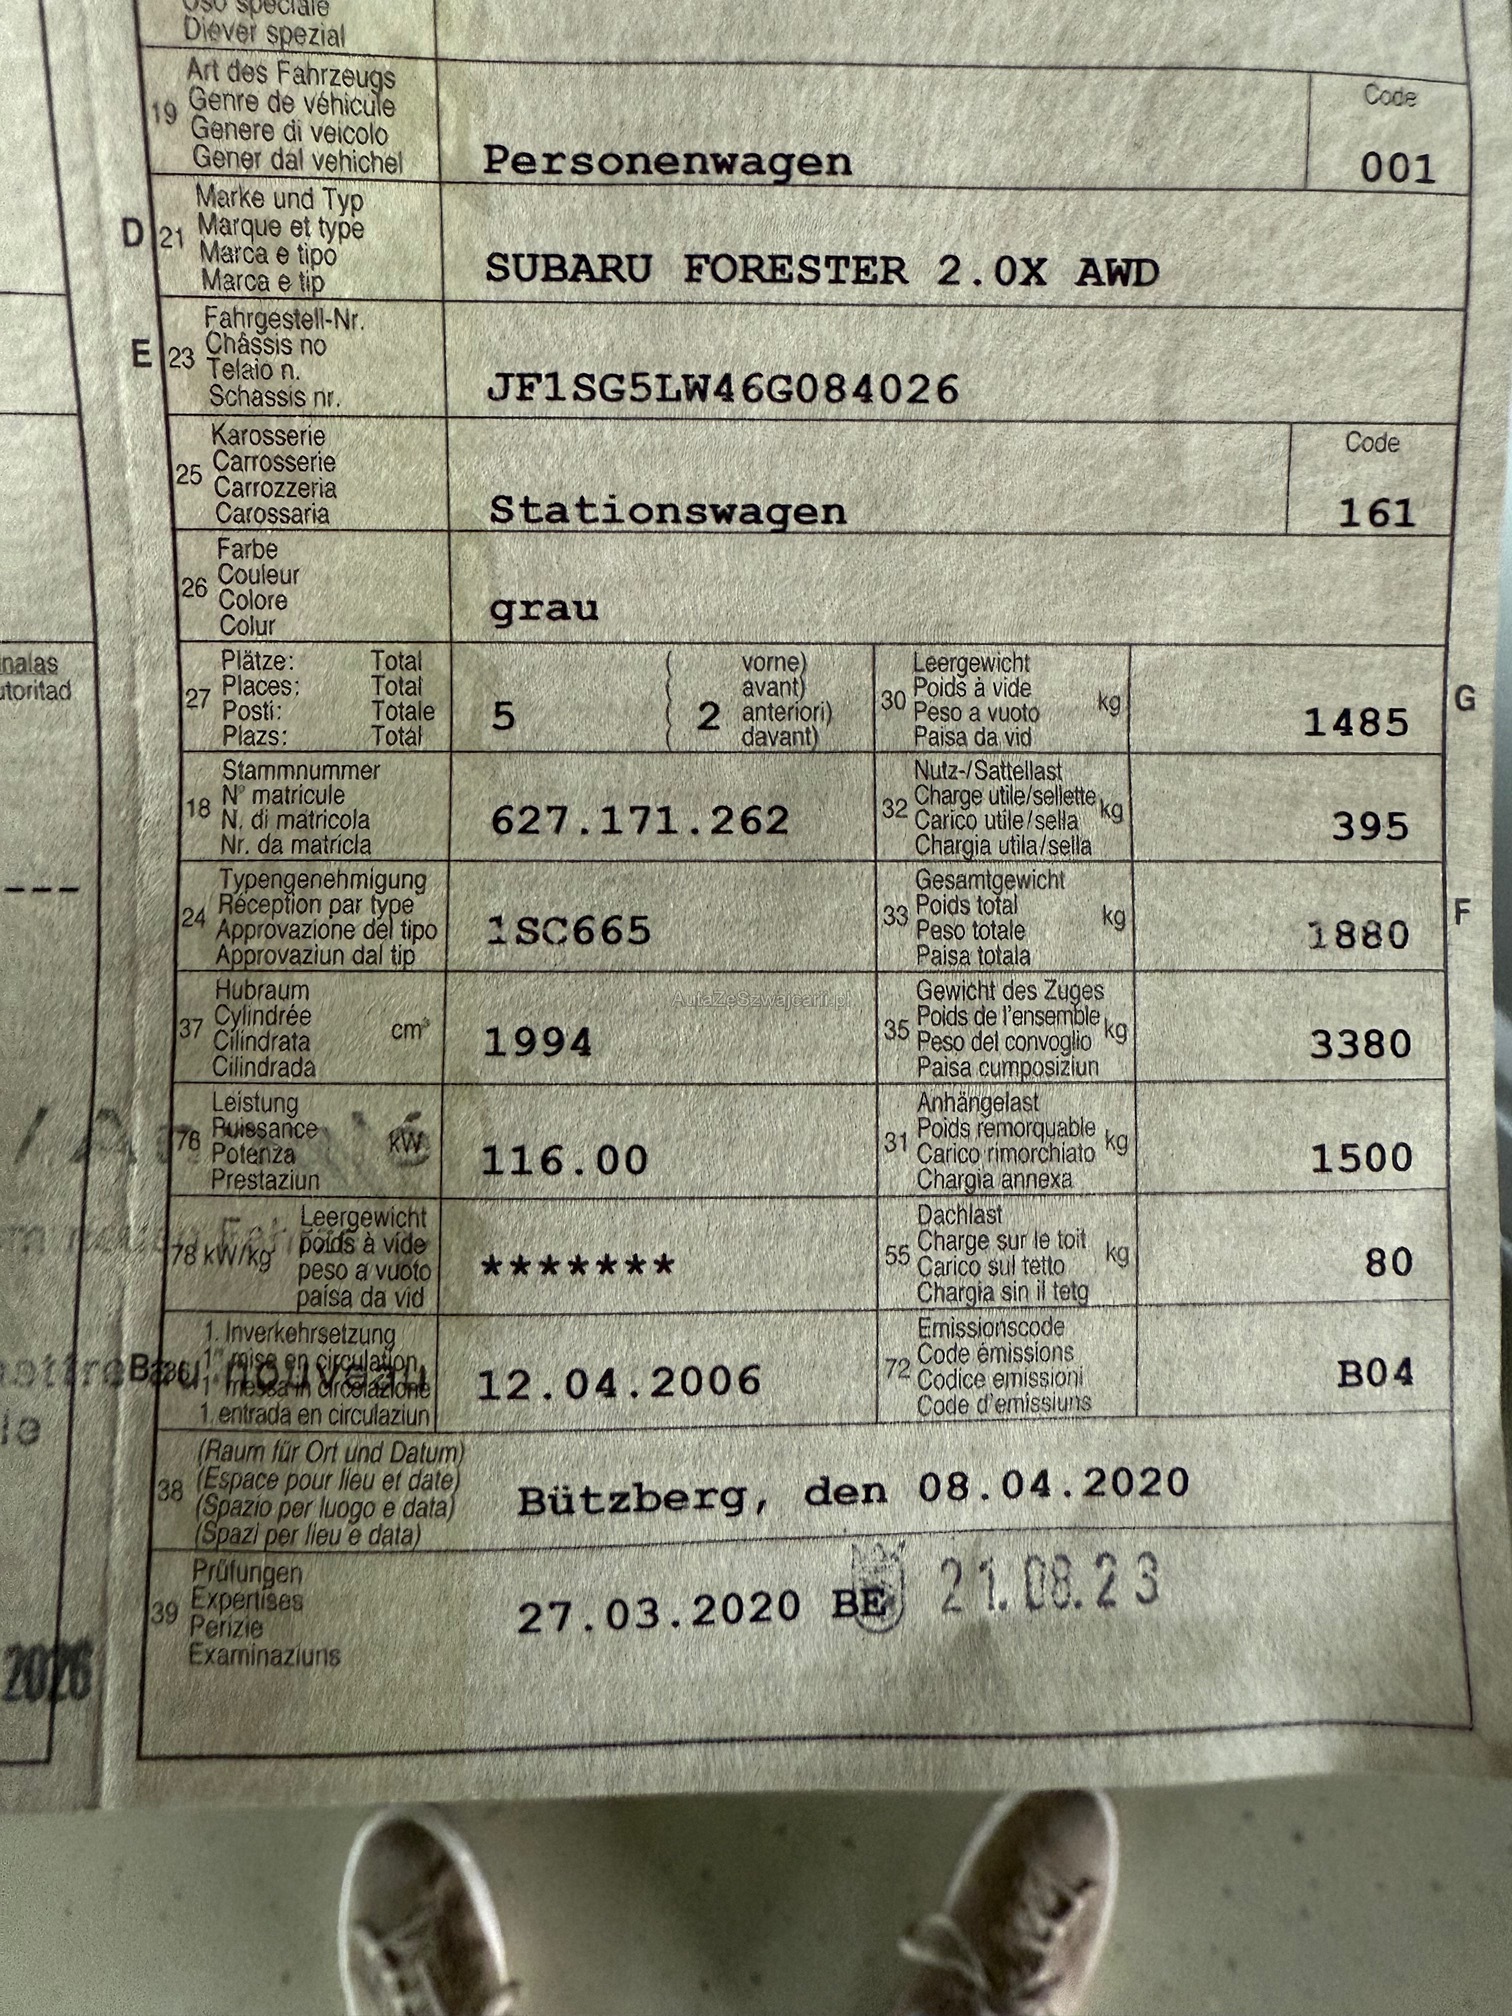 Uso speciale
Diever spezial
19 Art des Fahrzeugs
Genre de véhicule
Genere di veicolo
Gener dal vehichel
Personenwagen
Code
001
D 21 Marke und Typ
Marque et type
Marca e tipo
Marca e tip
SUBARU FORESTER 2.0X AWD
E 23 Fahrgestell-Nr.
Châssis no
Telaio n.
Schassis nr.
JF1SG5LW46G084026
25 Karosserie
Carrosserie
Carrozzeria
Carossaria
Stationswagen
Code
161
26 Farbe
Couleur
Colore
Colur
grau
27 Plätze: Total
Places: Total
Posti: Totale
Plazs: Total
5 ( 2 vorne)
( avant)
( anteriori)
( davant)
30 Leergewicht
Poids à vide
Peso a vuoto
Paisa da vid
kg
1485
G
18 Stammnummer
N° matricule
N. di matricola
Nr. da matricla
627.171.262
32 Nutz-/Sattellast
Charge utile/sellette
Carico utile/sella
Chargia utila/sella
kg
395
24 Typengenehmigung
Réception par type
Approvazione del tipo
Approvaziun dal tip
1SC665
33 Gesamtgewicht
Poids total
Peso totale
Paisa totala
kg
1880
F
37 Hubraum
Cylindrée
Cilindrata
Cilindrada
cm³
1994
AutaZeSzwajcarii.pl
35 Gewicht des Zuges
Poids de l'ensemble
Peso del convoglio
Paisa cumposiziun
kg
3380
76 Leistung
Puissance
Potenza
Prestaziun
kW
116.00
31 Anhängelast
Poids remorquable
Carico rimorchiato
Chargia annexa
kg
1500
78 kW/kg Leergewicht
poids à vide
peso a vuoto
paisa da vid
*******
55 Dachlast
Charge sur le toit
Carico sul tetto
Chargia sin il tetg
kg
80
1. Inverkehrsetzung
1re mise en circulation
1a messa in circolazione
1. entrada en circulaziun
12.04.2006
72 Emissionscode
Code émissions
Codice emissioni
Code d'emissiuns
B04
nouveau
38 (Raum für Ort und Datum)
(Espace pour lieu et date)
(Spazio per luogo e data)
(Spazi per lieu e data)
Bützberg, den 08.04.2020
39 Prüfungen
Expertises
Perizie
Examinaziuns
27.03.2020 BE 21.08.23
---
2026